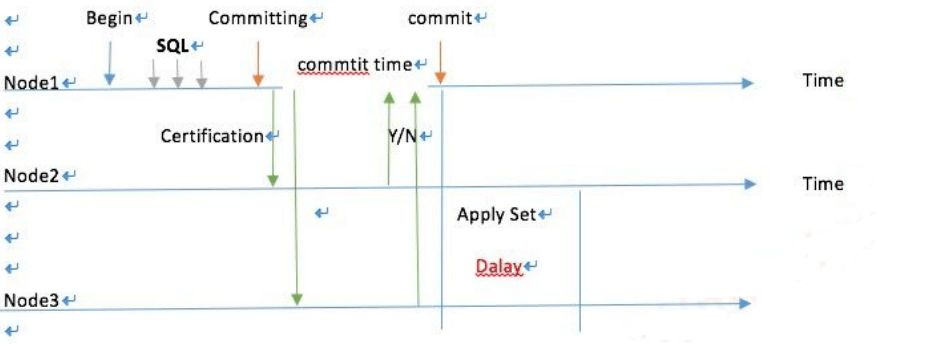 Begin
Committing
commit
SQL
commtit time
Node1
Time
Certification
Y/N
Node2
Time
Apply Set
Dalay
Node3